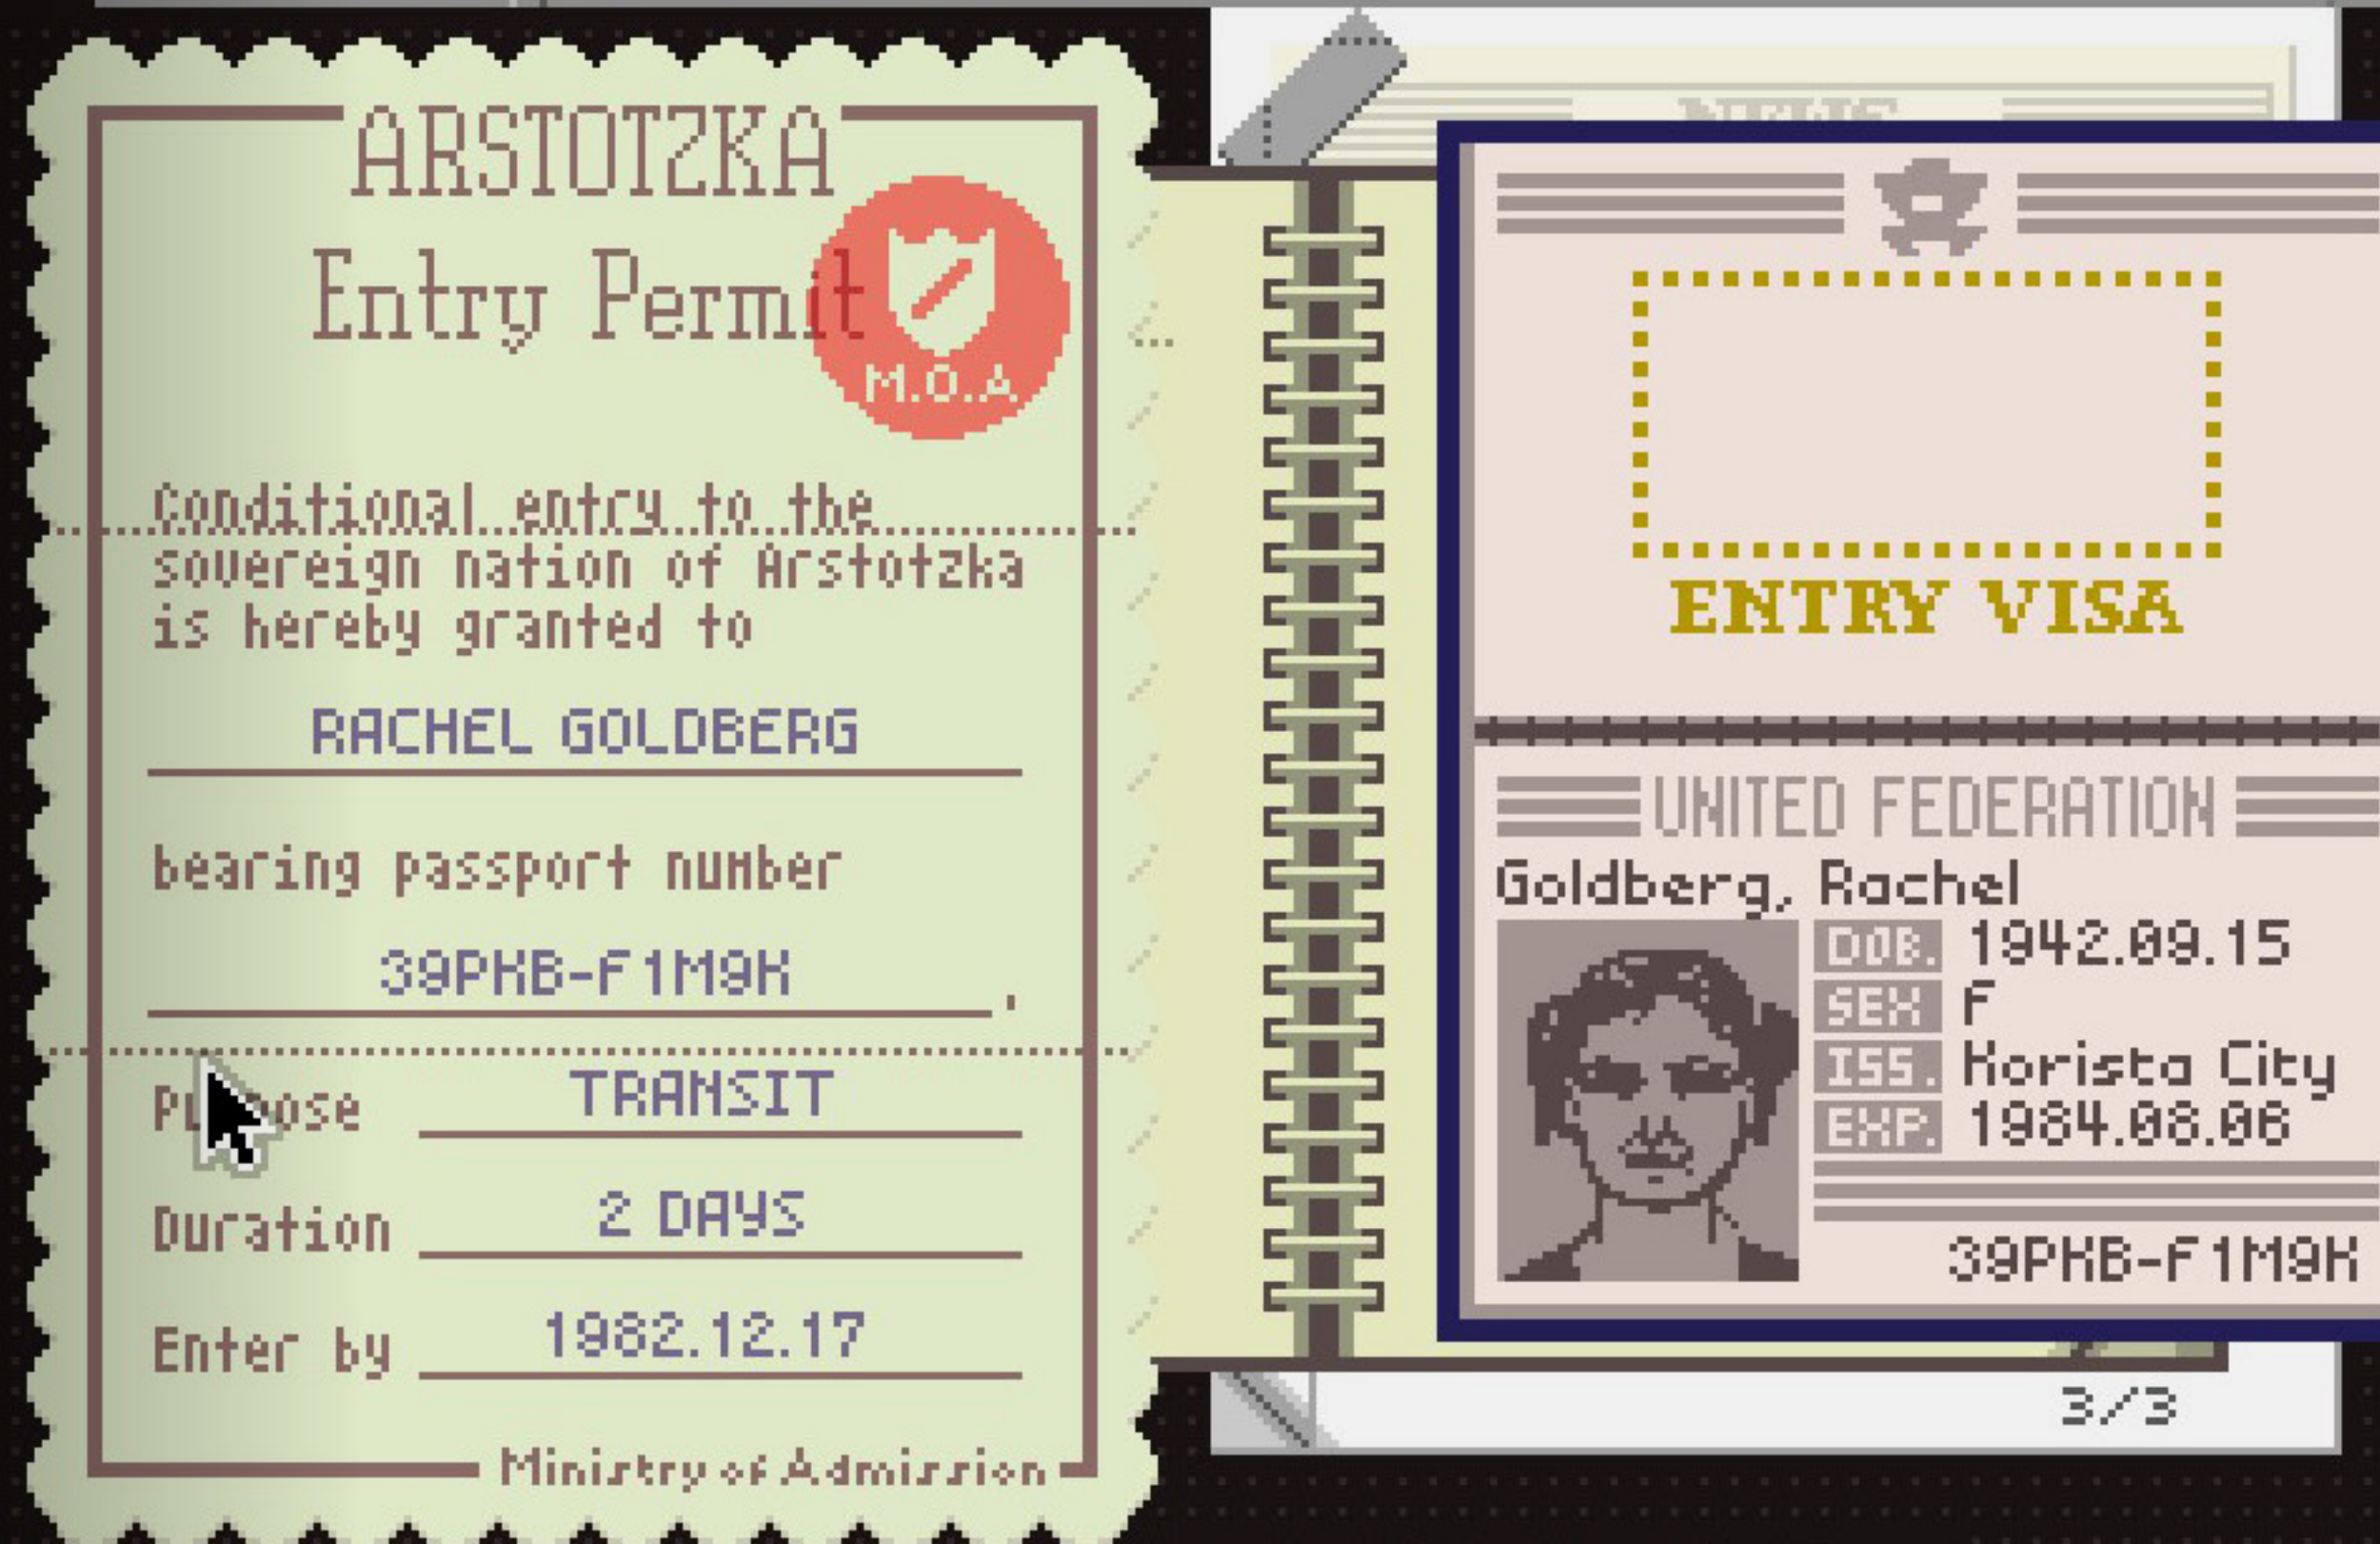 ARSTOTZKA
Entry Permit
M.O.A
Conditional entry to the
sovereign nation of Arstotzka
is hereby granted to
RACHEL GOLDBERG
bearing passport number
39PKB-F1M9K.
TRANSIT
Duration 2 DAYS
Enter by 1982.12.17
Ministry of Admission
ENTRY VISA
UNITED FEDERATION
Goldberg, Rachel
DOB. 1942.09.15
SEX F
ISS. Korista City
EXP. 1984.08.06
39PKB-F1M9K
3/3